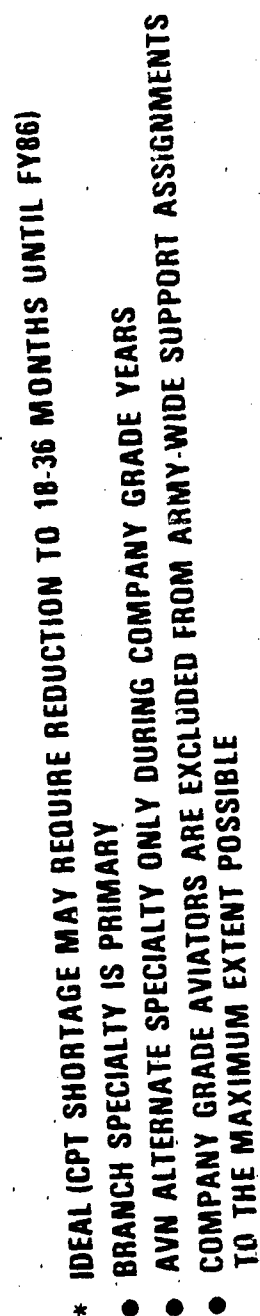 * IDEAL (CPT SHORTAGE MAY REQUIRE REDUCTION TO 18-36 MONTHS UNTIL FY86)
● BRANCH SPECIALTY IS PRIMARY
● AVN ALTERNATE SPECIALTY ONLY DURING COMPANY GRADE YEARS
● COMPANY GRADE AVIATORS ARE EXCLUDED FROM ARMY-WIDE SUPPORT ASSIGNMENTS
TO THE MAXIMUM EXTENT POSSIBLE